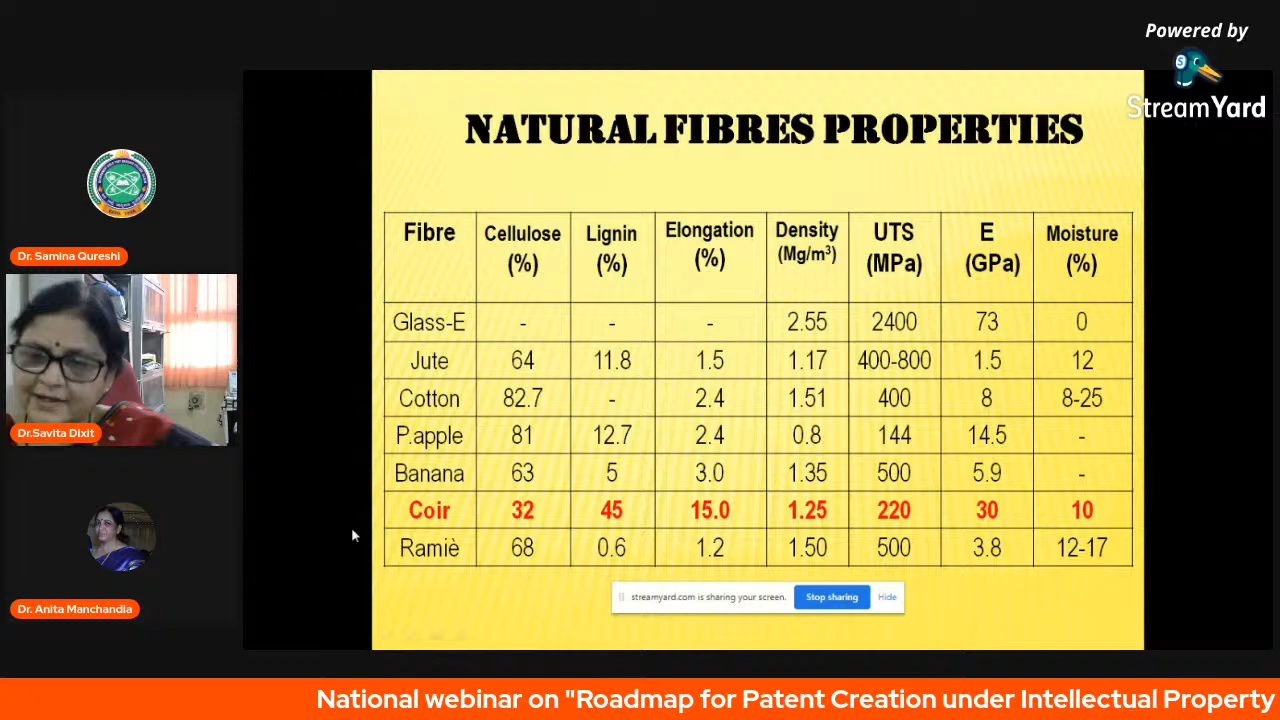 Powered by
StreamYard
NATURAL FIBRES PROPERTIES
Fibre Cellulose (%) Lignin (%) Elongation (%) Density (Mg/m³) UTS (MPa) E (GPa) Moisture (%)
Glass-E - - - 2.55 2400 73 0
Jute 64 11.8 1.5 1.17 400-800 1.5 12
Cotton 82.7 - 2.4 1.51 400 8 8-25
P.apple 81 12.7 2.4 0.8 144 14.5 -
Banana 63 5 3.0 1.35 500 5.9 -
Coir 32 45 15.0 1.25 220 30 10
Ramiè 68 0.6 1.2 1.50 500 3.8 12-17
streamyard.com is sharing your screen. Stop sharing Hide
Dr. Samina Qureshi
Dr.Savita Dixit
Dr. Anita Manchandia
National webinar on "Roadmap for Patent Creation under Intellectual Property